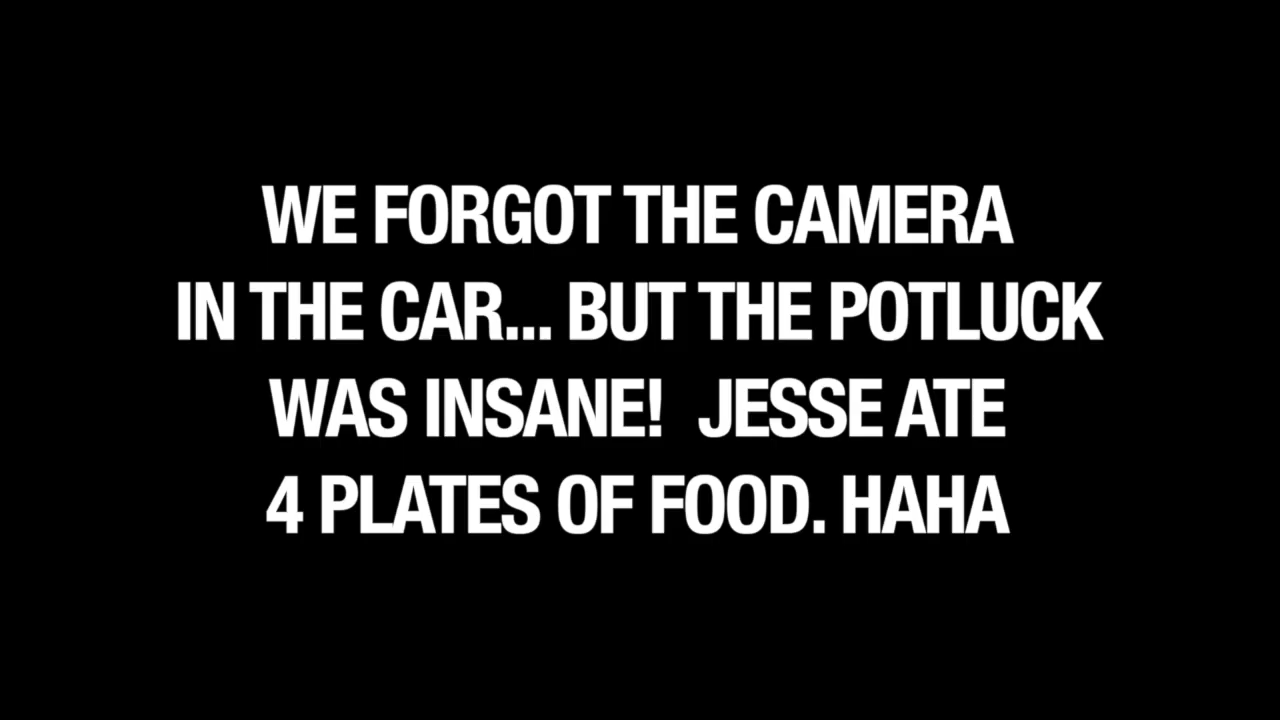 WE FORGOT THE CAMERA
IN THE CAR... BUT THE POTLUCK
WAS INSANE!  JESSE ATE
4 PLATES OF FOOD. HAHA